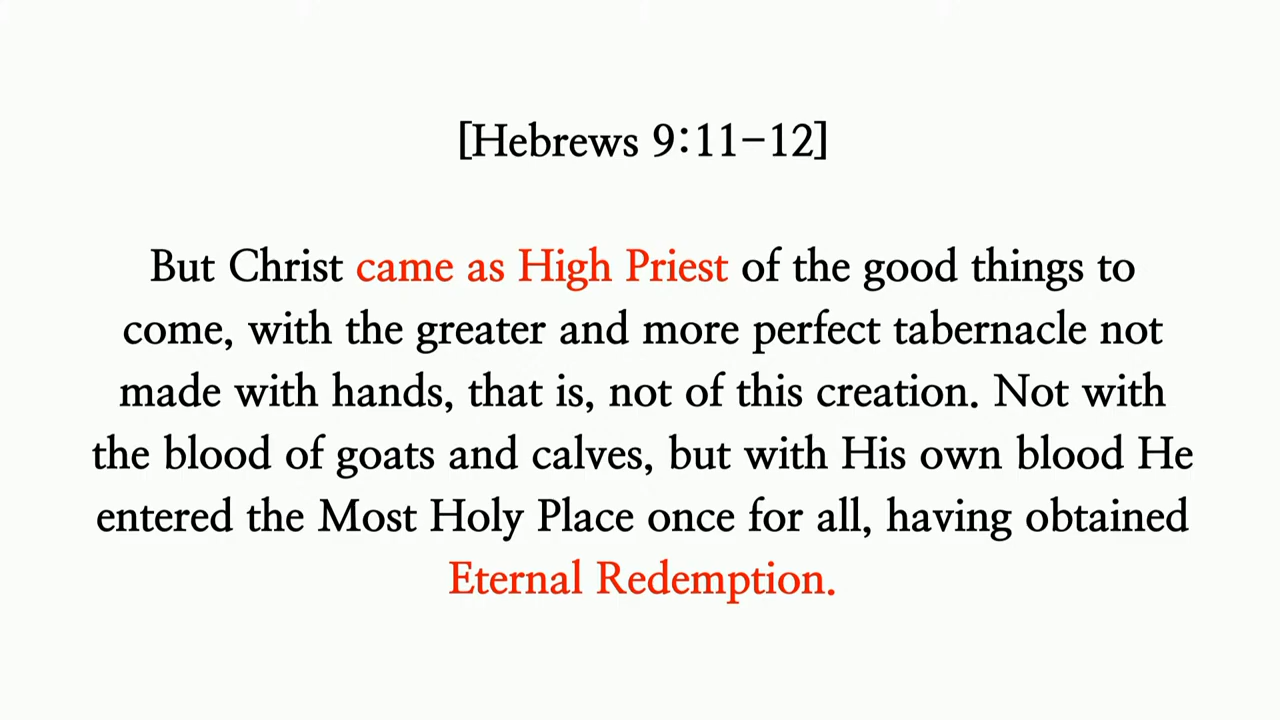 [Hebrews 9:11–12]
But Christ came as High Priest of the good things to
come, with the greater and more perfect tabernacle not
made with hands, that is, not of this creation. Not with
the blood of goats and calves, but with His own blood He
entered the Most Holy Place once for all, having obtained
Eternal Redemption.